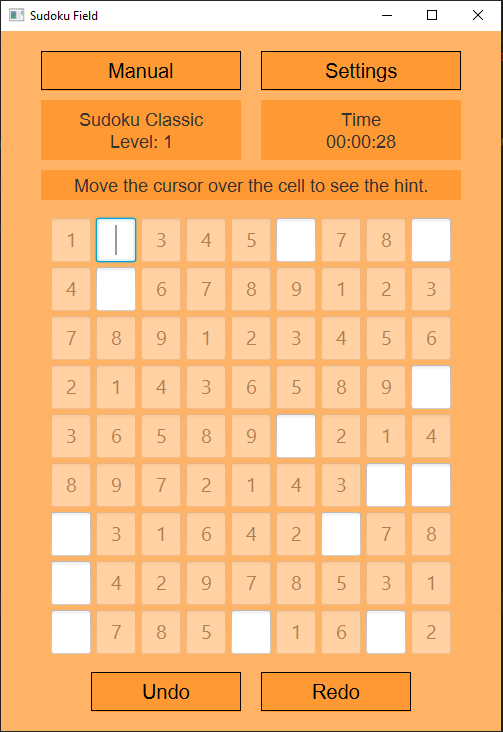 Sudoku Field
Manual
Settings
Sudoku Classic
Level: 1
Time
00:00:28
Move the cursor over the cell to see the hint.
1 3 4 5 7 8
4 6 7 8 9 1 2 3
7 8 9 1 2 3 4 5 6
2 1 4 3 6 5 8 9
3 6 5 8 9 2 1 4
8 9 7 2 1 4 3
3 1 6 4 2 7 8
4 2 9 7 8 5 3 1
7 8 5 1 6 2
Undo
Redo